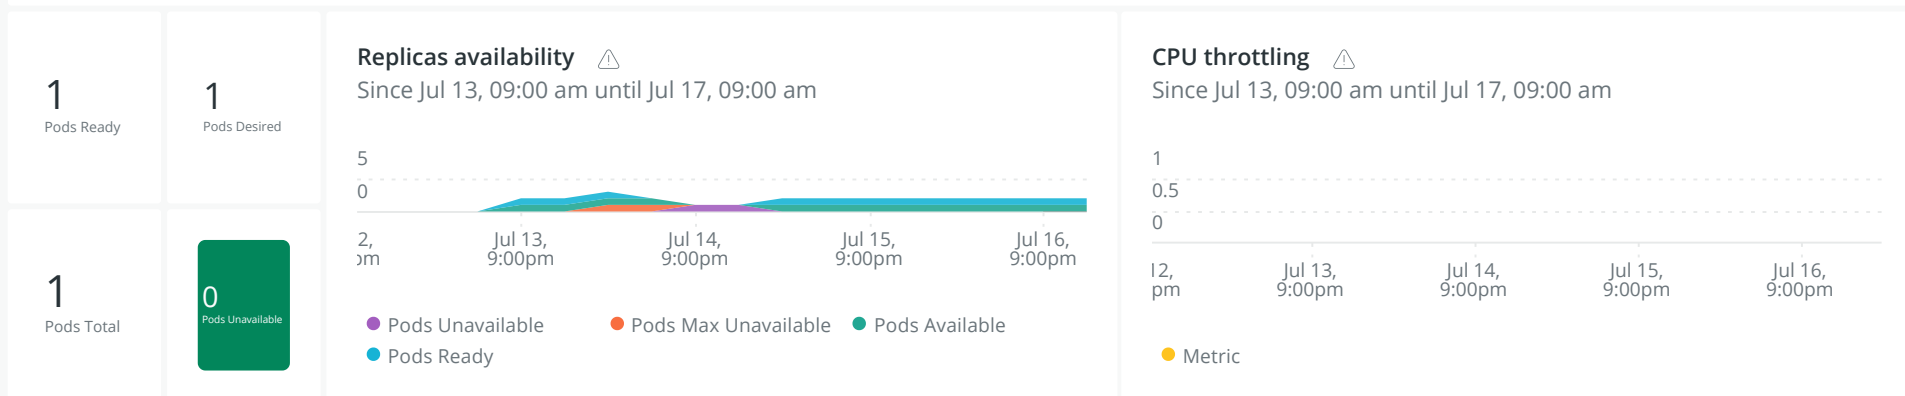 1
Pods Ready
1
Pods Desired
1
Pods Total
0
Pods Unavailable
Replicas availability
Since Jul 13, 09:00 am until Jul 17, 09:00 am
5
0
2,
pm
Jul 13,
9:00pm
Jul 14,
9:00pm
Jul 15,
9:00pm
Jul 16,
9:00pm
Pods Unavailable
Pods Max Unavailable
Pods Available
Pods Ready
CPU throttling
Since Jul 13, 09:00 am until Jul 17, 09:00 am
1
0.5
0
12,
pm
Jul 13,
9:00pm
Jul 14,
9:00pm
Jul 15,
9:00pm
Jul 16,
9:00pm
Metric